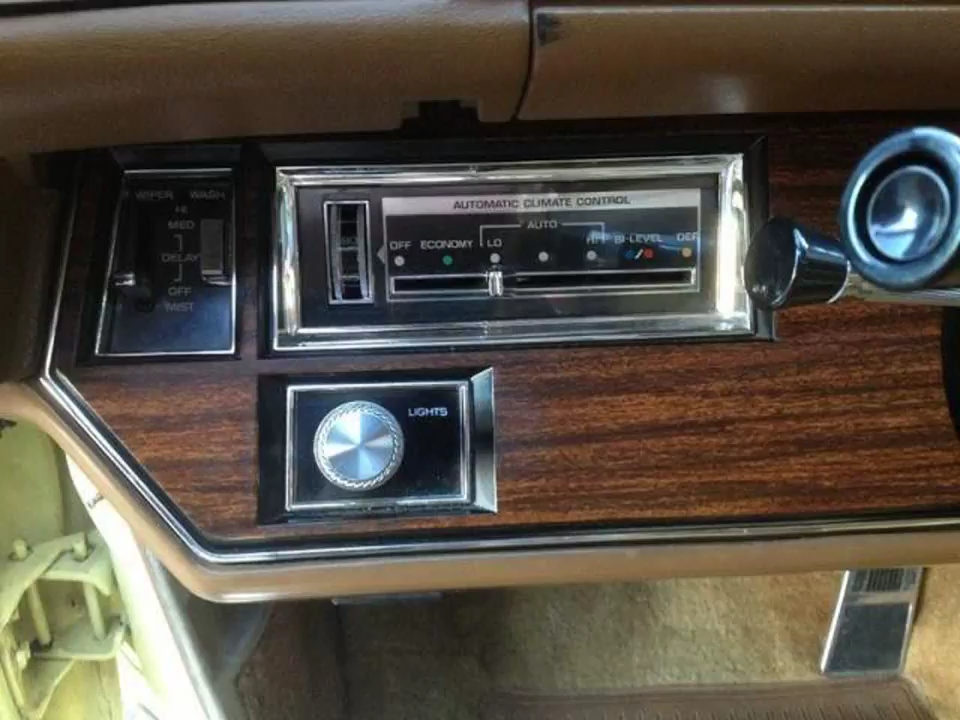 WIPER WASH
HI
MED
DELAY
OFF
MIST
AUTOMATIC CLIMATE CONTROL
AUTO
OFF ECONOMY LO HI BI-LEVEL DEF
80
LIGHTS